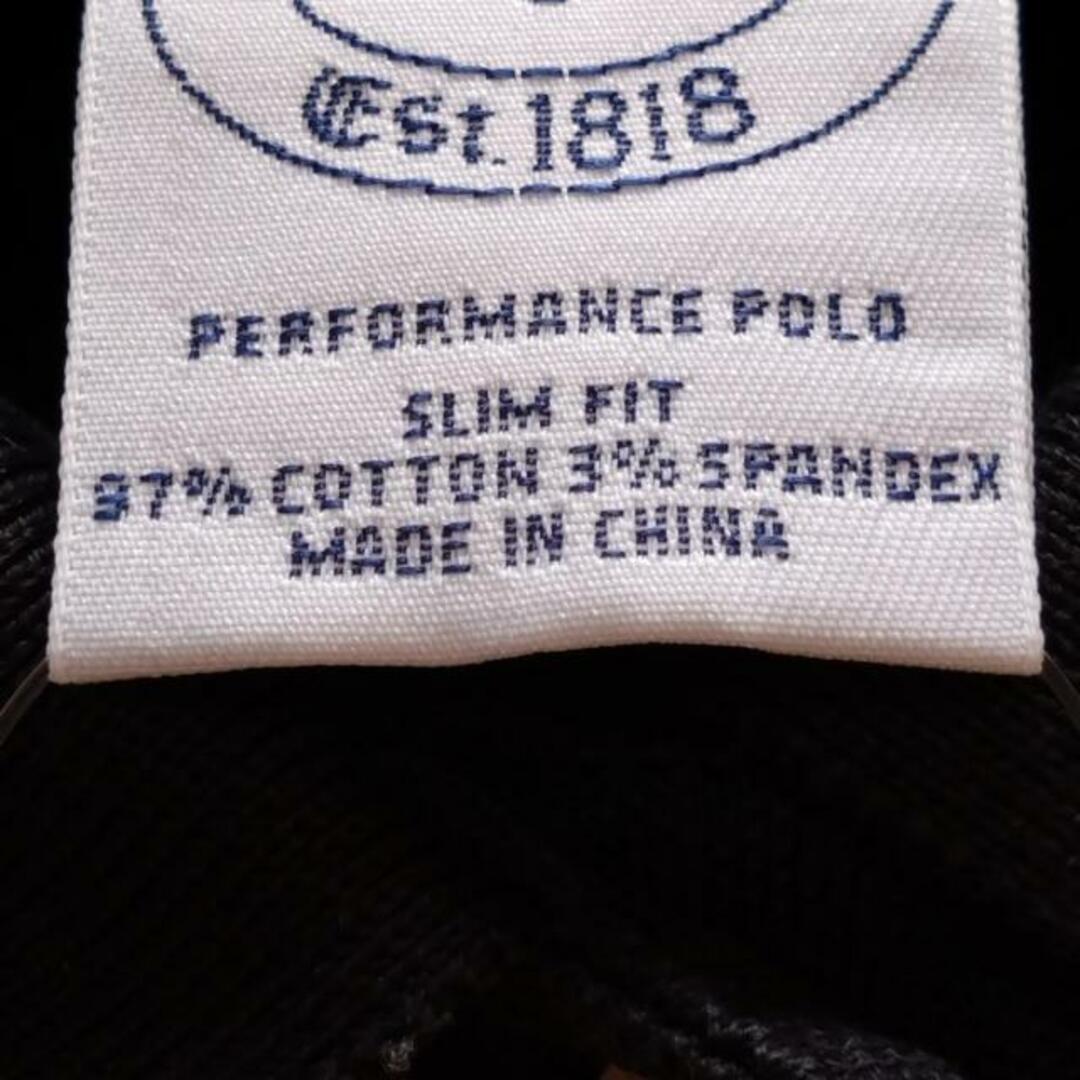 Est. 1818
PERFORMANCE POLO
SLIM FIT
97% COTTON 3% SPANDEX
MADE IN CHINA